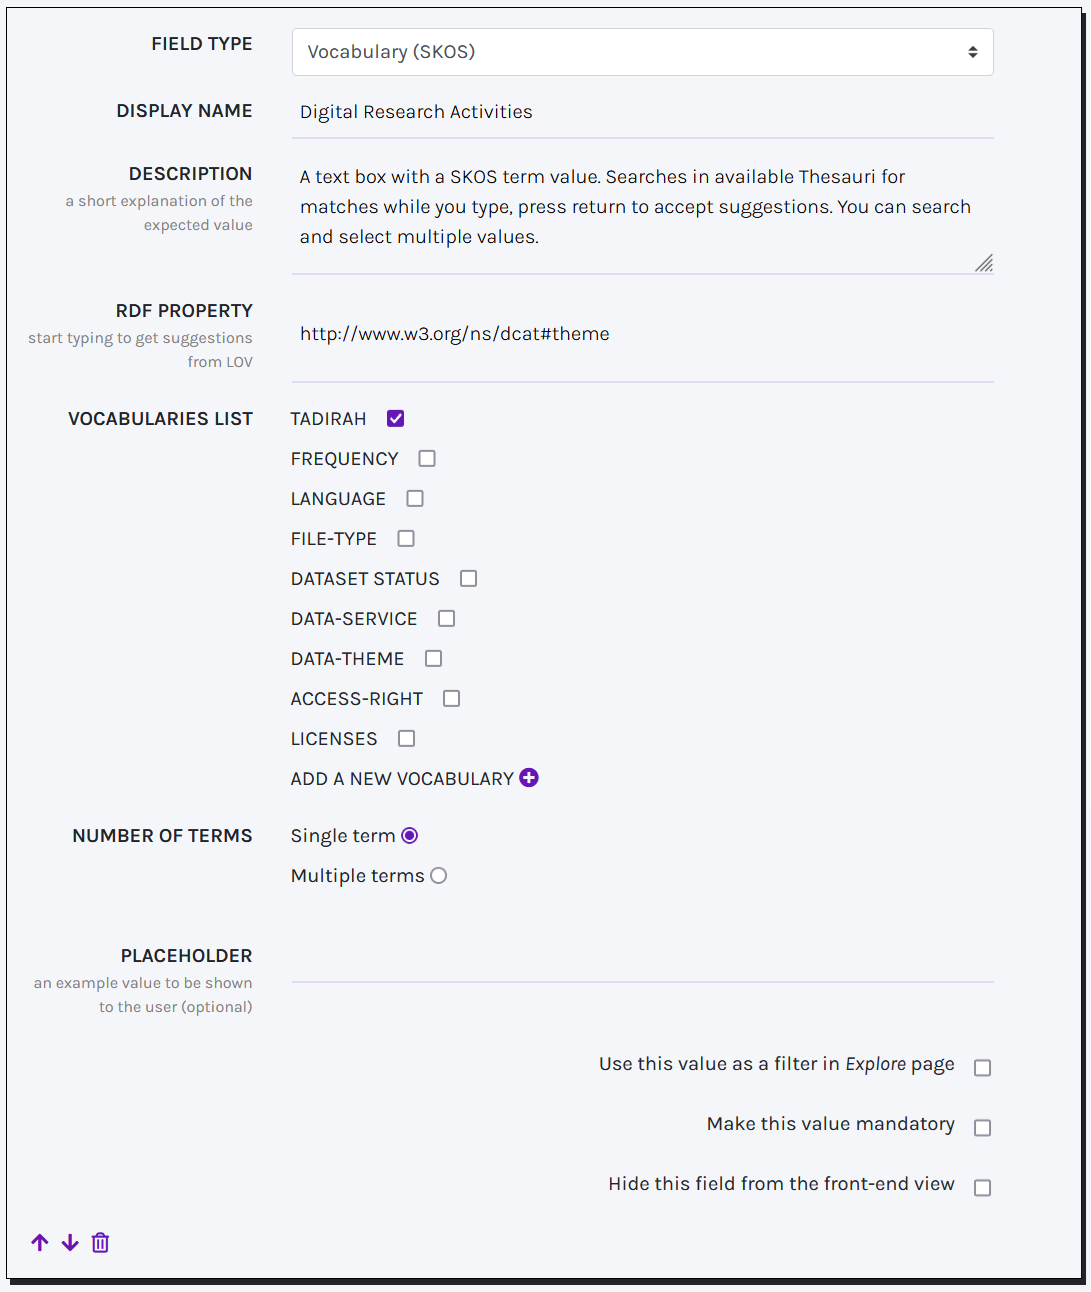 FIELD TYPE
Vocabulary (SKOS)
DISPLAY NAME
Digital Research Activities
DESCRIPTION
a short explanation of the
expected value
A text box with a SKOS term value. Searches in available Thesauri for
matches while you type, press return to accept suggestions. You can search
and select multiple values.
RDF PROPERTY
start typing to get suggestions
from LOV
http://www.w3.org/ns/dcat#theme
VOCABULARIES LIST
TADIRAH
FREQUENCY
LANGUAGE
FILE-TYPE
DATASET STATUS
DATA-SERVICE
DATA-THEME
ACCESS-RIGHT
LICENSES
ADD A NEW VOCABULARY
NUMBER OF TERMS
Single term
Multiple terms
PLACEHOLDER
an example value to be shown
to the user (optional)
Use this value as a filter in Explore page
Make this value mandatory
Hide this field from the front-end view